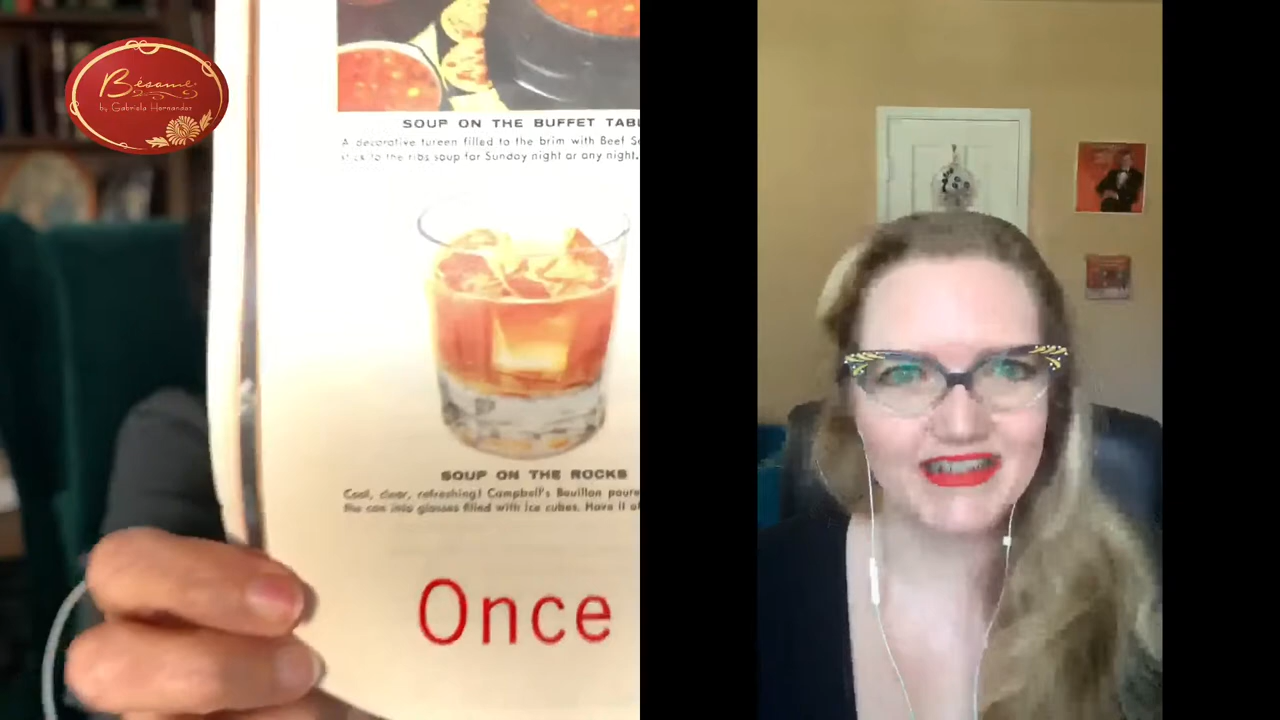 Bésame
by Gabriela Hernandez
SOUP ON THE BUFFET TABL
A decorative tureen filled to the brim with Beef
stick to the ribs soup for Sunday night or any night.
SOUP ON THE ROCKS
Cool, clear, refreshing! Campbell's Bouillon poure
the can into glasses filled with ice cubes. Have it
Once